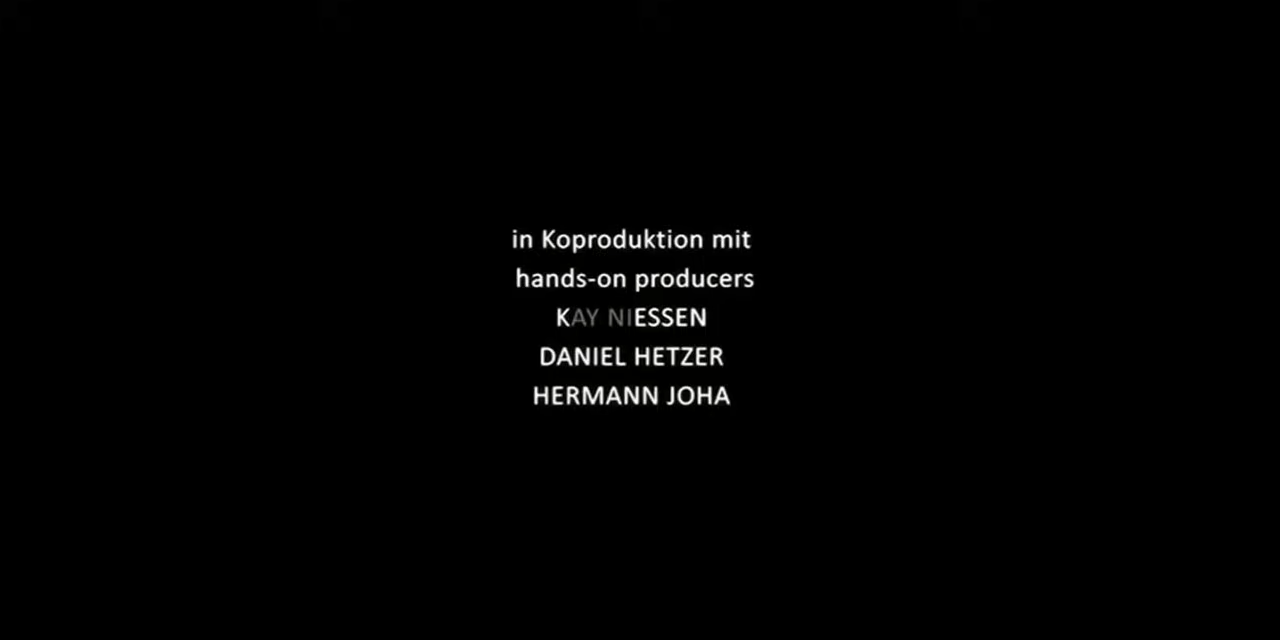 in Koproduktion mit
hands-on producers
KAY NIESSEN
DANIEL HETZER
HERMANN JOHA